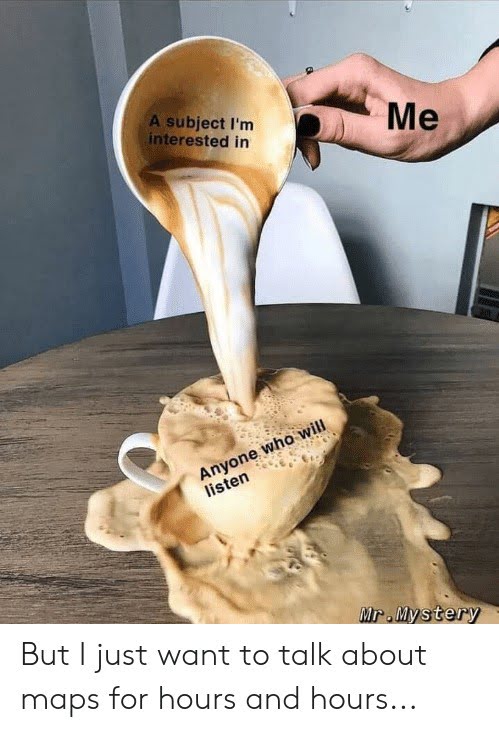 A subject I'm
interested in
Me
Anyone who will
listen
Mr.Mystery
But I just want to talk about
maps for hours and hours...